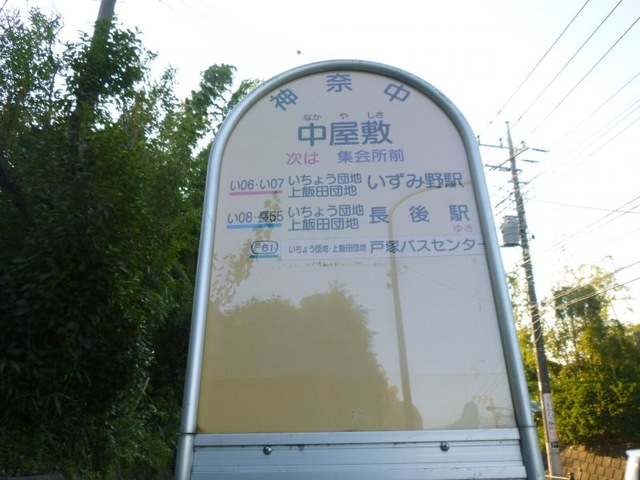 神奈中
なか や しき
中屋敷
次は 集会所前
い06・い07 いちょう団地 上飯田団地 いずみ野駅
い08・長55 いちょう団地 上飯田団地 長後駅
ゆき
いちょう団地・上飯田団地 戸塚バスセンター